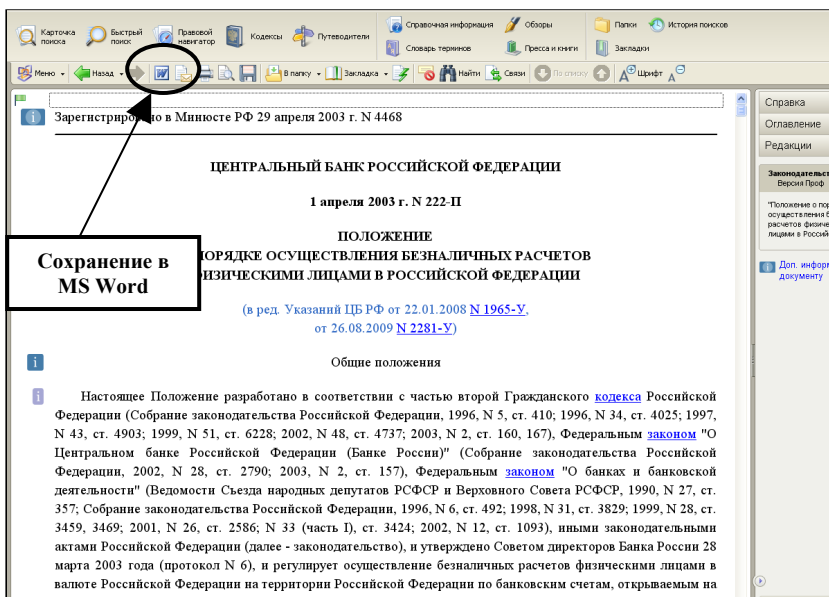 Карточка поиска
Быстрый поиск
Правовой навигатор
Кодексы
Путеводители
Справочная информация
Словарь терминов
Обзоры
Пресса и книги
Папки
Закладки
История поисков
Меню
Назад
В папку
Закладка
Найти
Связи
По списку
Шрифт
Зарегистрировано в Минюсте РФ 29 апреля 2003 г. N 4468
ЦЕНТРАЛЬНЫЙ БАНК РОССИЙСКОЙ ФЕДЕРАЦИИ
1 апреля 2003 г. N 222-П
ПОЛОЖЕНИЕ
ПОРЯДКЕ ОСУЩЕСТВЛЕНИЯ БЕЗНАЛИЧНЫХ РАСЧЕТОВ
ФИЗИЧЕСКИМИ ЛИЦАМИ В РОССИЙСКОЙ ФЕДЕРАЦИИ
Сохранение в
MS Word
(в ред. Указаний ЦБ РФ от 22.01.2008 N 1965-У,
от 26.08.2009 N 2281-У)
Общие положения
Настоящее Положение разработано в соответствии с частью второй Гражданского кодекса Российской
Федерации (Собрание законодательства Российской Федерации, 1996, N 5, ст. 410; 1996, N 34, ст. 4025; 1997,
N 43, ст. 4903; 1999, N 51, ст. 6228; 2002, N 48, ст. 4737; 2003, N 2, ст. 160, 167), Федеральным законом "О
Центральном банке Российской Федерации (Банке России)" (Собрание законодательства Российской
Федерации, 2002, N 28, ст. 2790; 2003, N 2, ст. 157), Федеральным законом "О банках и банковской
деятельности" (Ведомости Съезда народных депутатов РСФСР и Верховного Совета РСФСР, 1990, N 27, ст.
357; Собрание законодательства Российской Федерации, 1996, N 6, ст. 492; 1998, N 31, ст. 3829; 1999, N 28, ст.
3459, 3469; 2001, N 26, ст. 2586; N 33 (часть I), ст. 3424; 2002, N 12, ст. 1093), иными законодательными
актами Российской Федерации (далее - законодательство), и утверждено Советом директоров Банка России 28
марта 2003 года (протокол N 6), и регулирует осуществление безналичных расчетов физическими лицами в
валюте Российской Федерации на территории Российской Федерации по банковским счетам, открываемым на
Справка
Оглавление
Редакции
Законодательст
Версия Проф
"Положение о пор
осуществления б
расчетов физиче
лицами в Россий
Доп. информ
документу